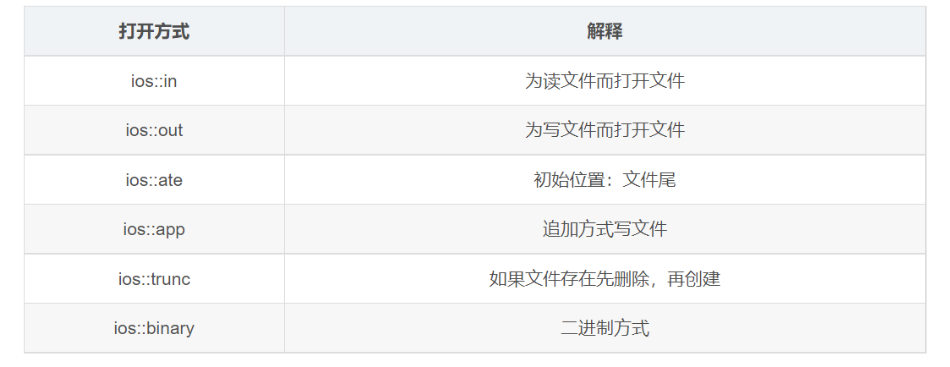 打开方式 解释
ios::in 为读文件而打开文件
ios::out 为写文件而打开文件
ios::ate 初始位置：文件尾
ios::app 追加方式写文件
ios::trunc 如果文件存在先删除，再创建
ios::binary 二进制方式